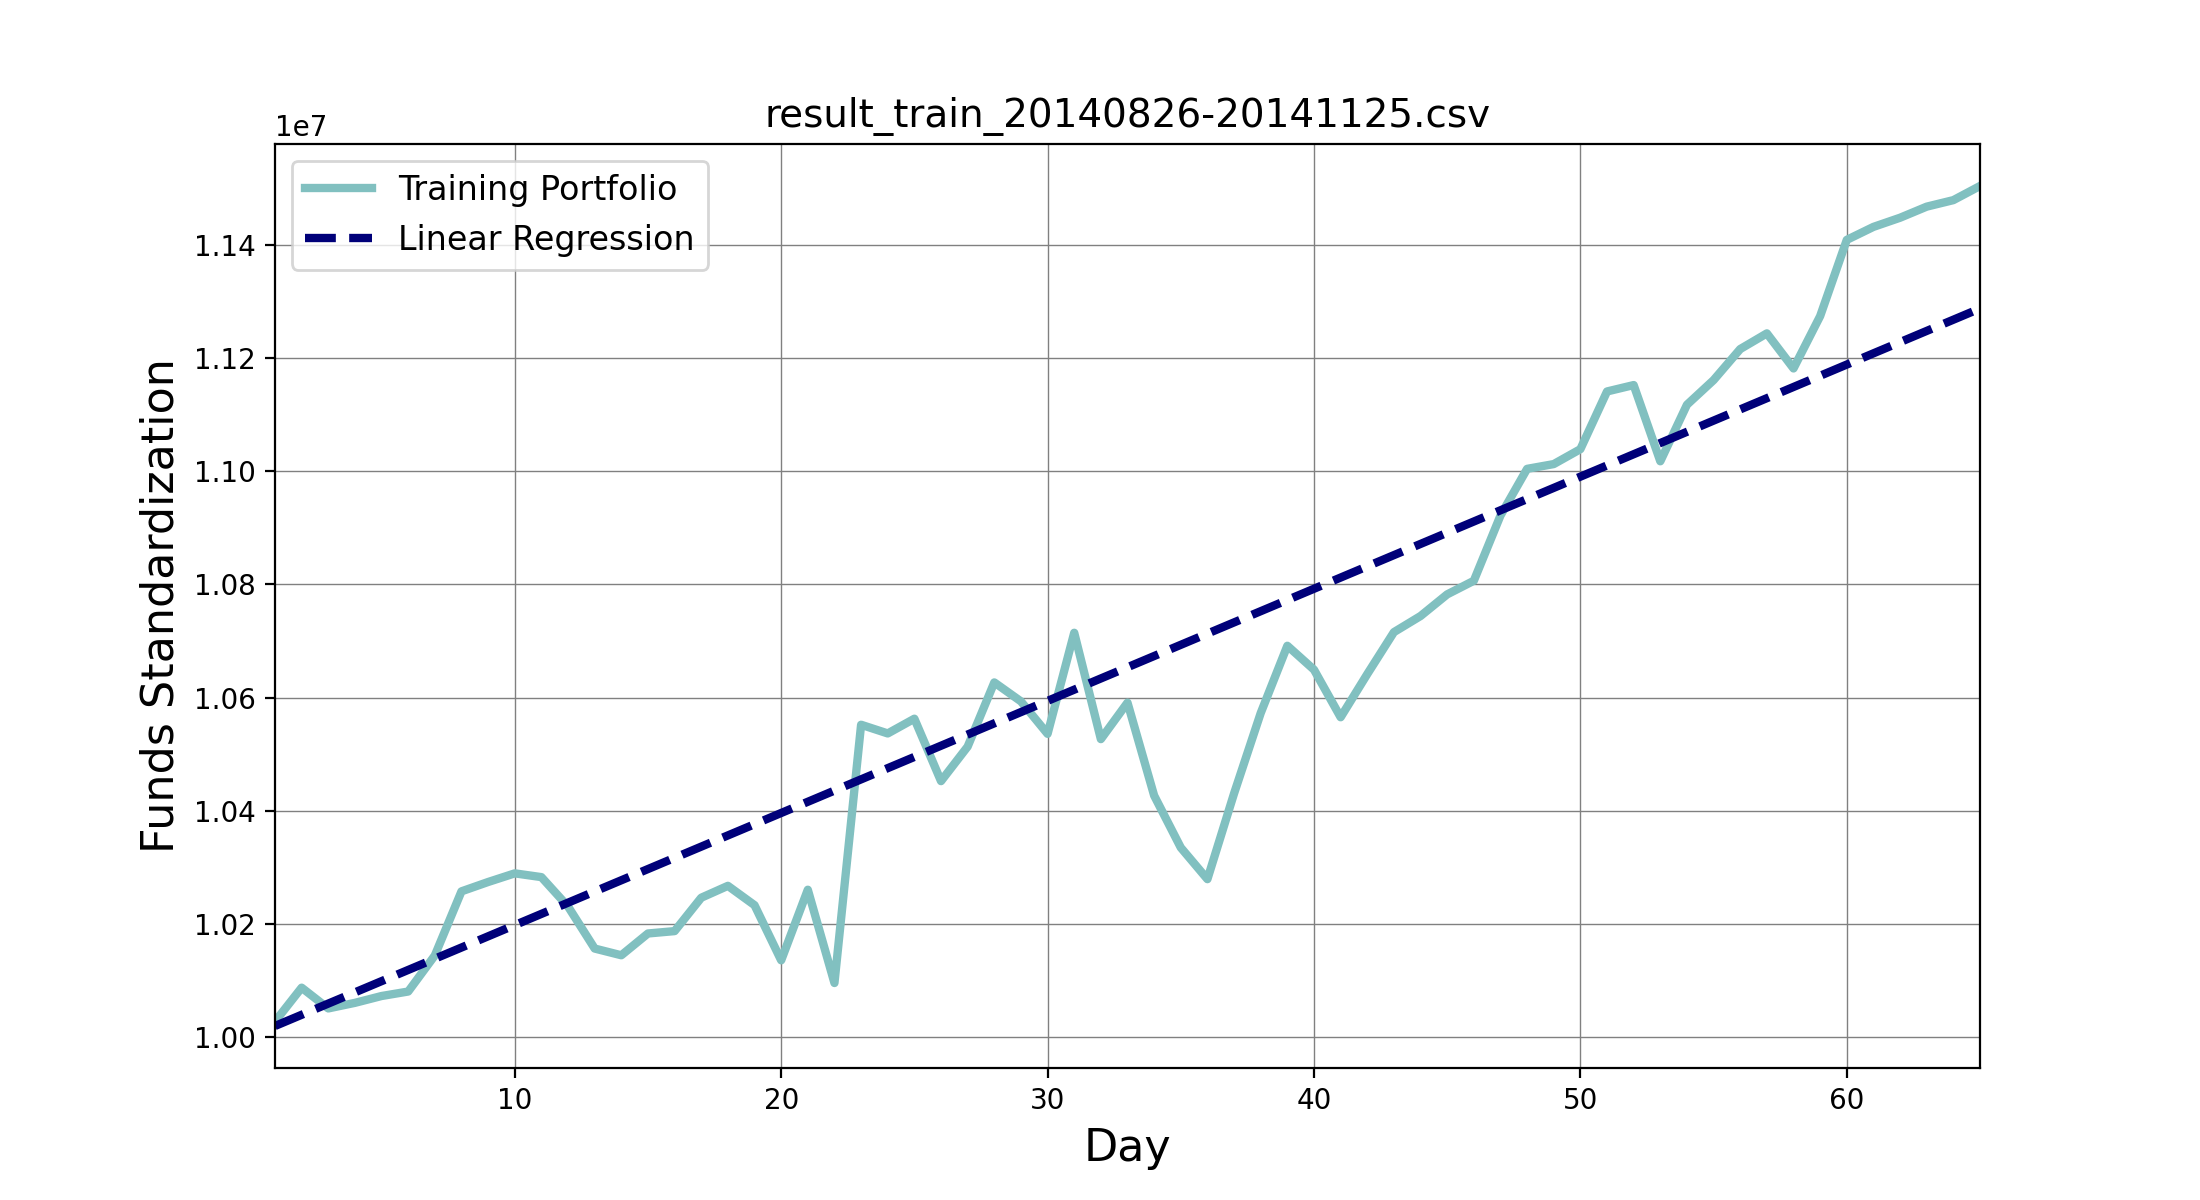 result_train_20140826-20141125.csv
1e7
Training Portfolio
Linear Regression
1.14
1.12
1.10
1.08
1.06
1.04
1.02
1.00
Funds Standardization
10 20 30 40 50 60
Day